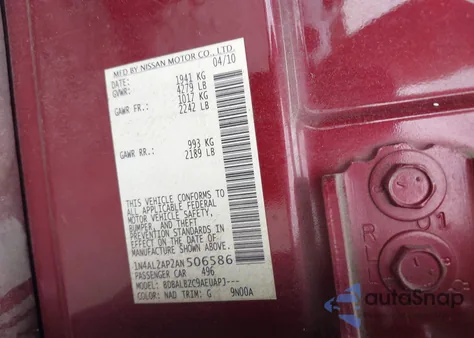 MFD BY NISSAN MOTOR CO., LTD.
DATE: 04/10
GVWR: 1941 KG
4279 LB
GAWR FR.: 1017 KG
2242 LB
GAWR RR.: 993 KG
2189 LB
THIS VEHICLE CONFORMS TO
ALL APPLICABLE FEDERAL
MOTOR VEHICLE SAFETY,
BUMPER, AND THEFT
PREVENTION STANDARDS IN
EFFECT ON THE DATE OF
MANUFACTURE SHOWN ABOVE.
1N4AL2AP2AN506586
PASSENGER CAR 496
MODEL: BDBALBZC9AEUAPJ---
COLOR: NAD TRIM: G 9N00A
R
01
autoSnap